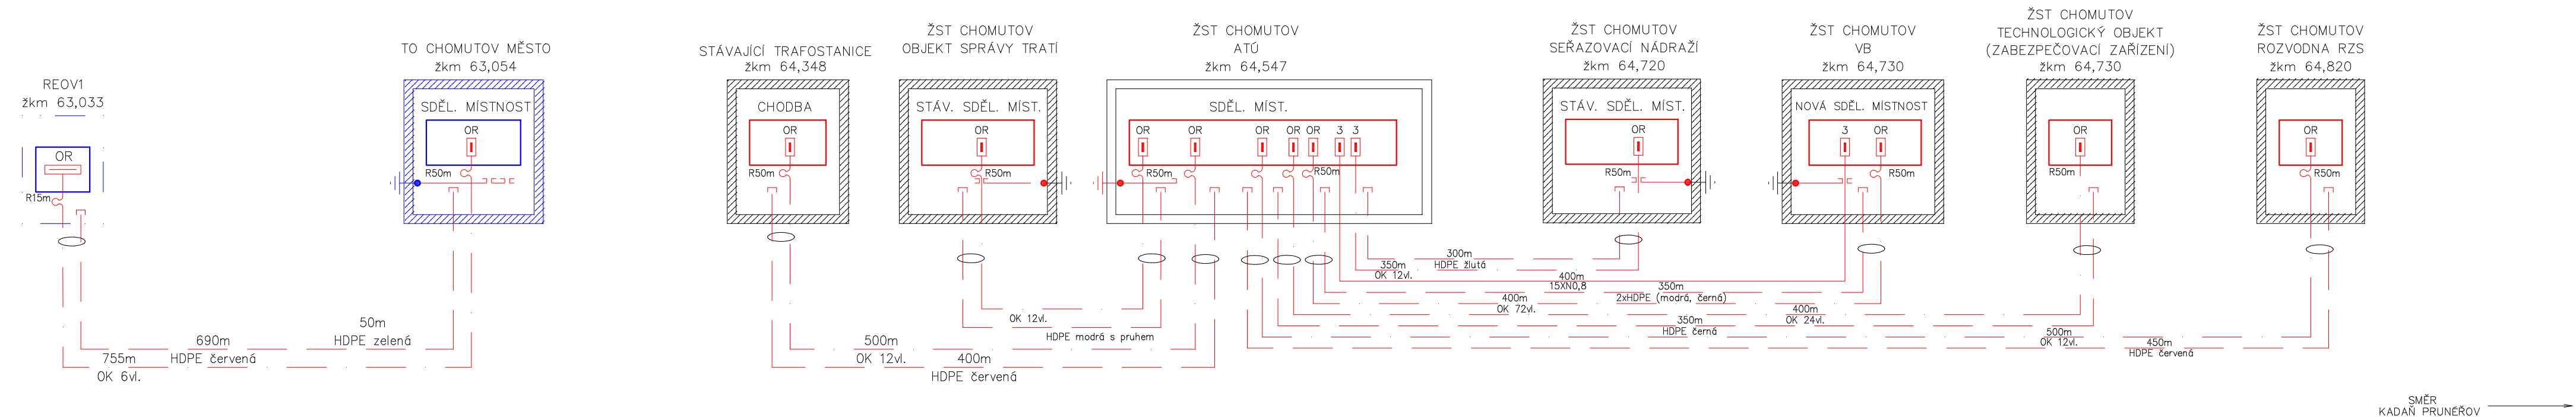 REOV1
žkm 63,033
OR
R15m
TO CHOMUTOV MĚSTO
žkm 63,054
SDĚL. MÍSTNOST
OR
R50m
STÁVAJÍCÍ TRAFOSTANICE
žkm 64,348
CHODBA
OR
R50m
ŽST CHOMUTOV
OBJEKT SPRÁVY TRATÍ
STÁV. SDĚL. MÍST.
OR
R50m
ŽST CHOMUTOV
ATÚ
žkm 64,547
SDĚL. MÍST.
OR OR OR OR OR 3 3
R50m
R50m
ŽST CHOMUTOV
SEŘAZOVACÍ NÁDRAŽÍ
žkm 64,720
STÁV. SDĚL. MÍST.
OR
R50m
ŽST CHOMUTOV
VB
žkm 64,730
NOVÁ SDĚL. MÍSTNOST
3 OR
R50m
ŽST CHOMUTOV
TECHNOLOGICKÝ OBJEKT
(ZABEZPEČOVACÍ ZAŘÍZENÍ)
žkm 64,730
OR
R50m
ŽST CHOMUTOV
ROZVODNA RZS
žkm 64,820
OR
R50m
50m
HDPE zelená
690m
HDPE červená
755m
OK 6vl.
OK 12vl.
HDPE modrá s pruhem
500m
OK 12vl.
400m
HDPE červená
300m
HDPE žlutá
350m
OK 12vl.
400m
15XN0,8
350m
2xHDPE (modrá, černá)
400m
OK 72vl.
400m
OK 24vl.
350m
HDPE černá
500m
OK 12vl.
450m
HDPE červená
SMĚR
KADAŇ PRUNÉŘOV